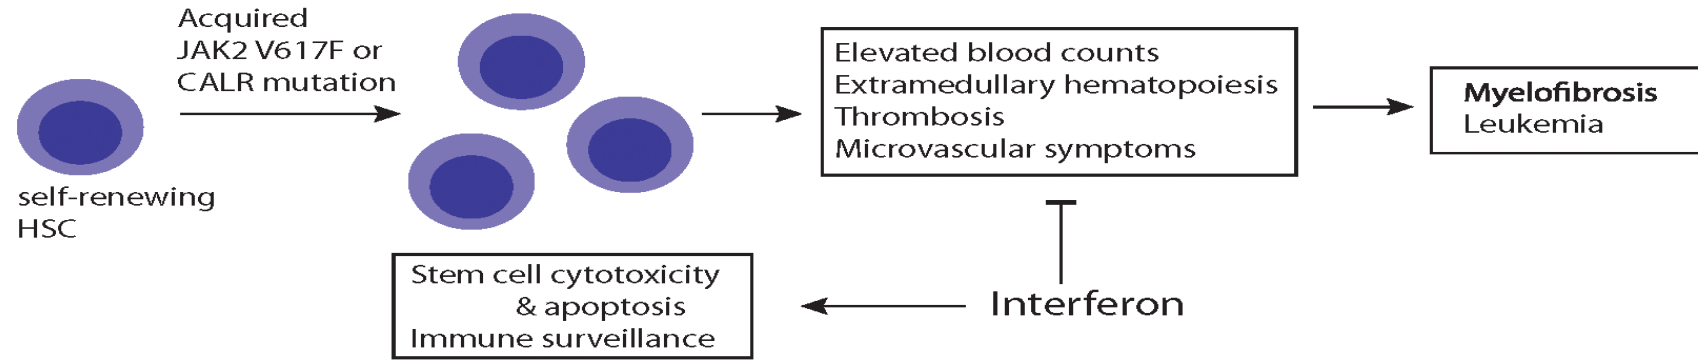 Acquired
JAK2 V617F or
CALR mutation
self-renewing
HSC
Elevated blood counts
Extramedullary hematopoiesis
Thrombosis
Microvascular symptoms
Myelofibrosis
Leukemia
Stem cell cytotoxicity
& apoptosis
Immune surveillance
Interferon